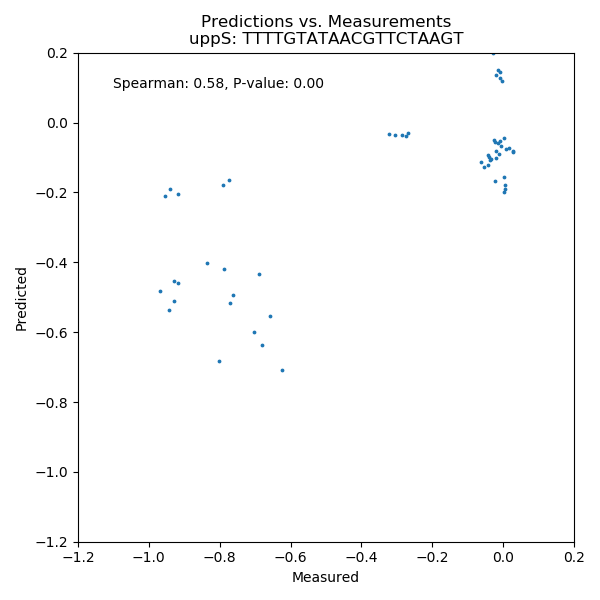 Predictions vs. Measurements
uppS: TTTTGTATAACGTTCTAAGT
Spearman: 0.58, P-value: 0.00
0.2
0.0
−0.2
−0.4
−0.6
−0.8
−1.0
−1.2
Predicted
−1.2 −1.0 −0.8 −0.6 −0.4 −0.2 0.0 0.2
Measured